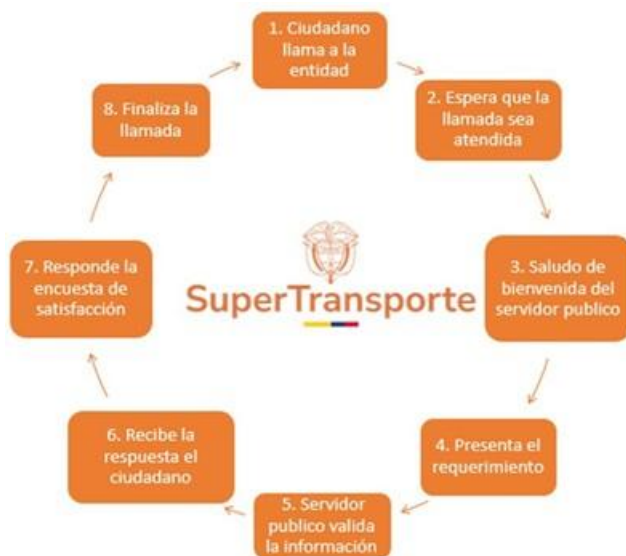 1. Ciudadano
llama a la
entidad
2. Espera que la
llamada sea
atendida
3. Saludo de
bienvenida del
servidor publico
4. Presenta el
requerimiento
5. Servidor
publico valida
la información
6. Recibe la
respuesta el
ciudadano
7. Responde la
encuesta de
satisfacción
8. Finaliza la
llamada
SuperTransporte